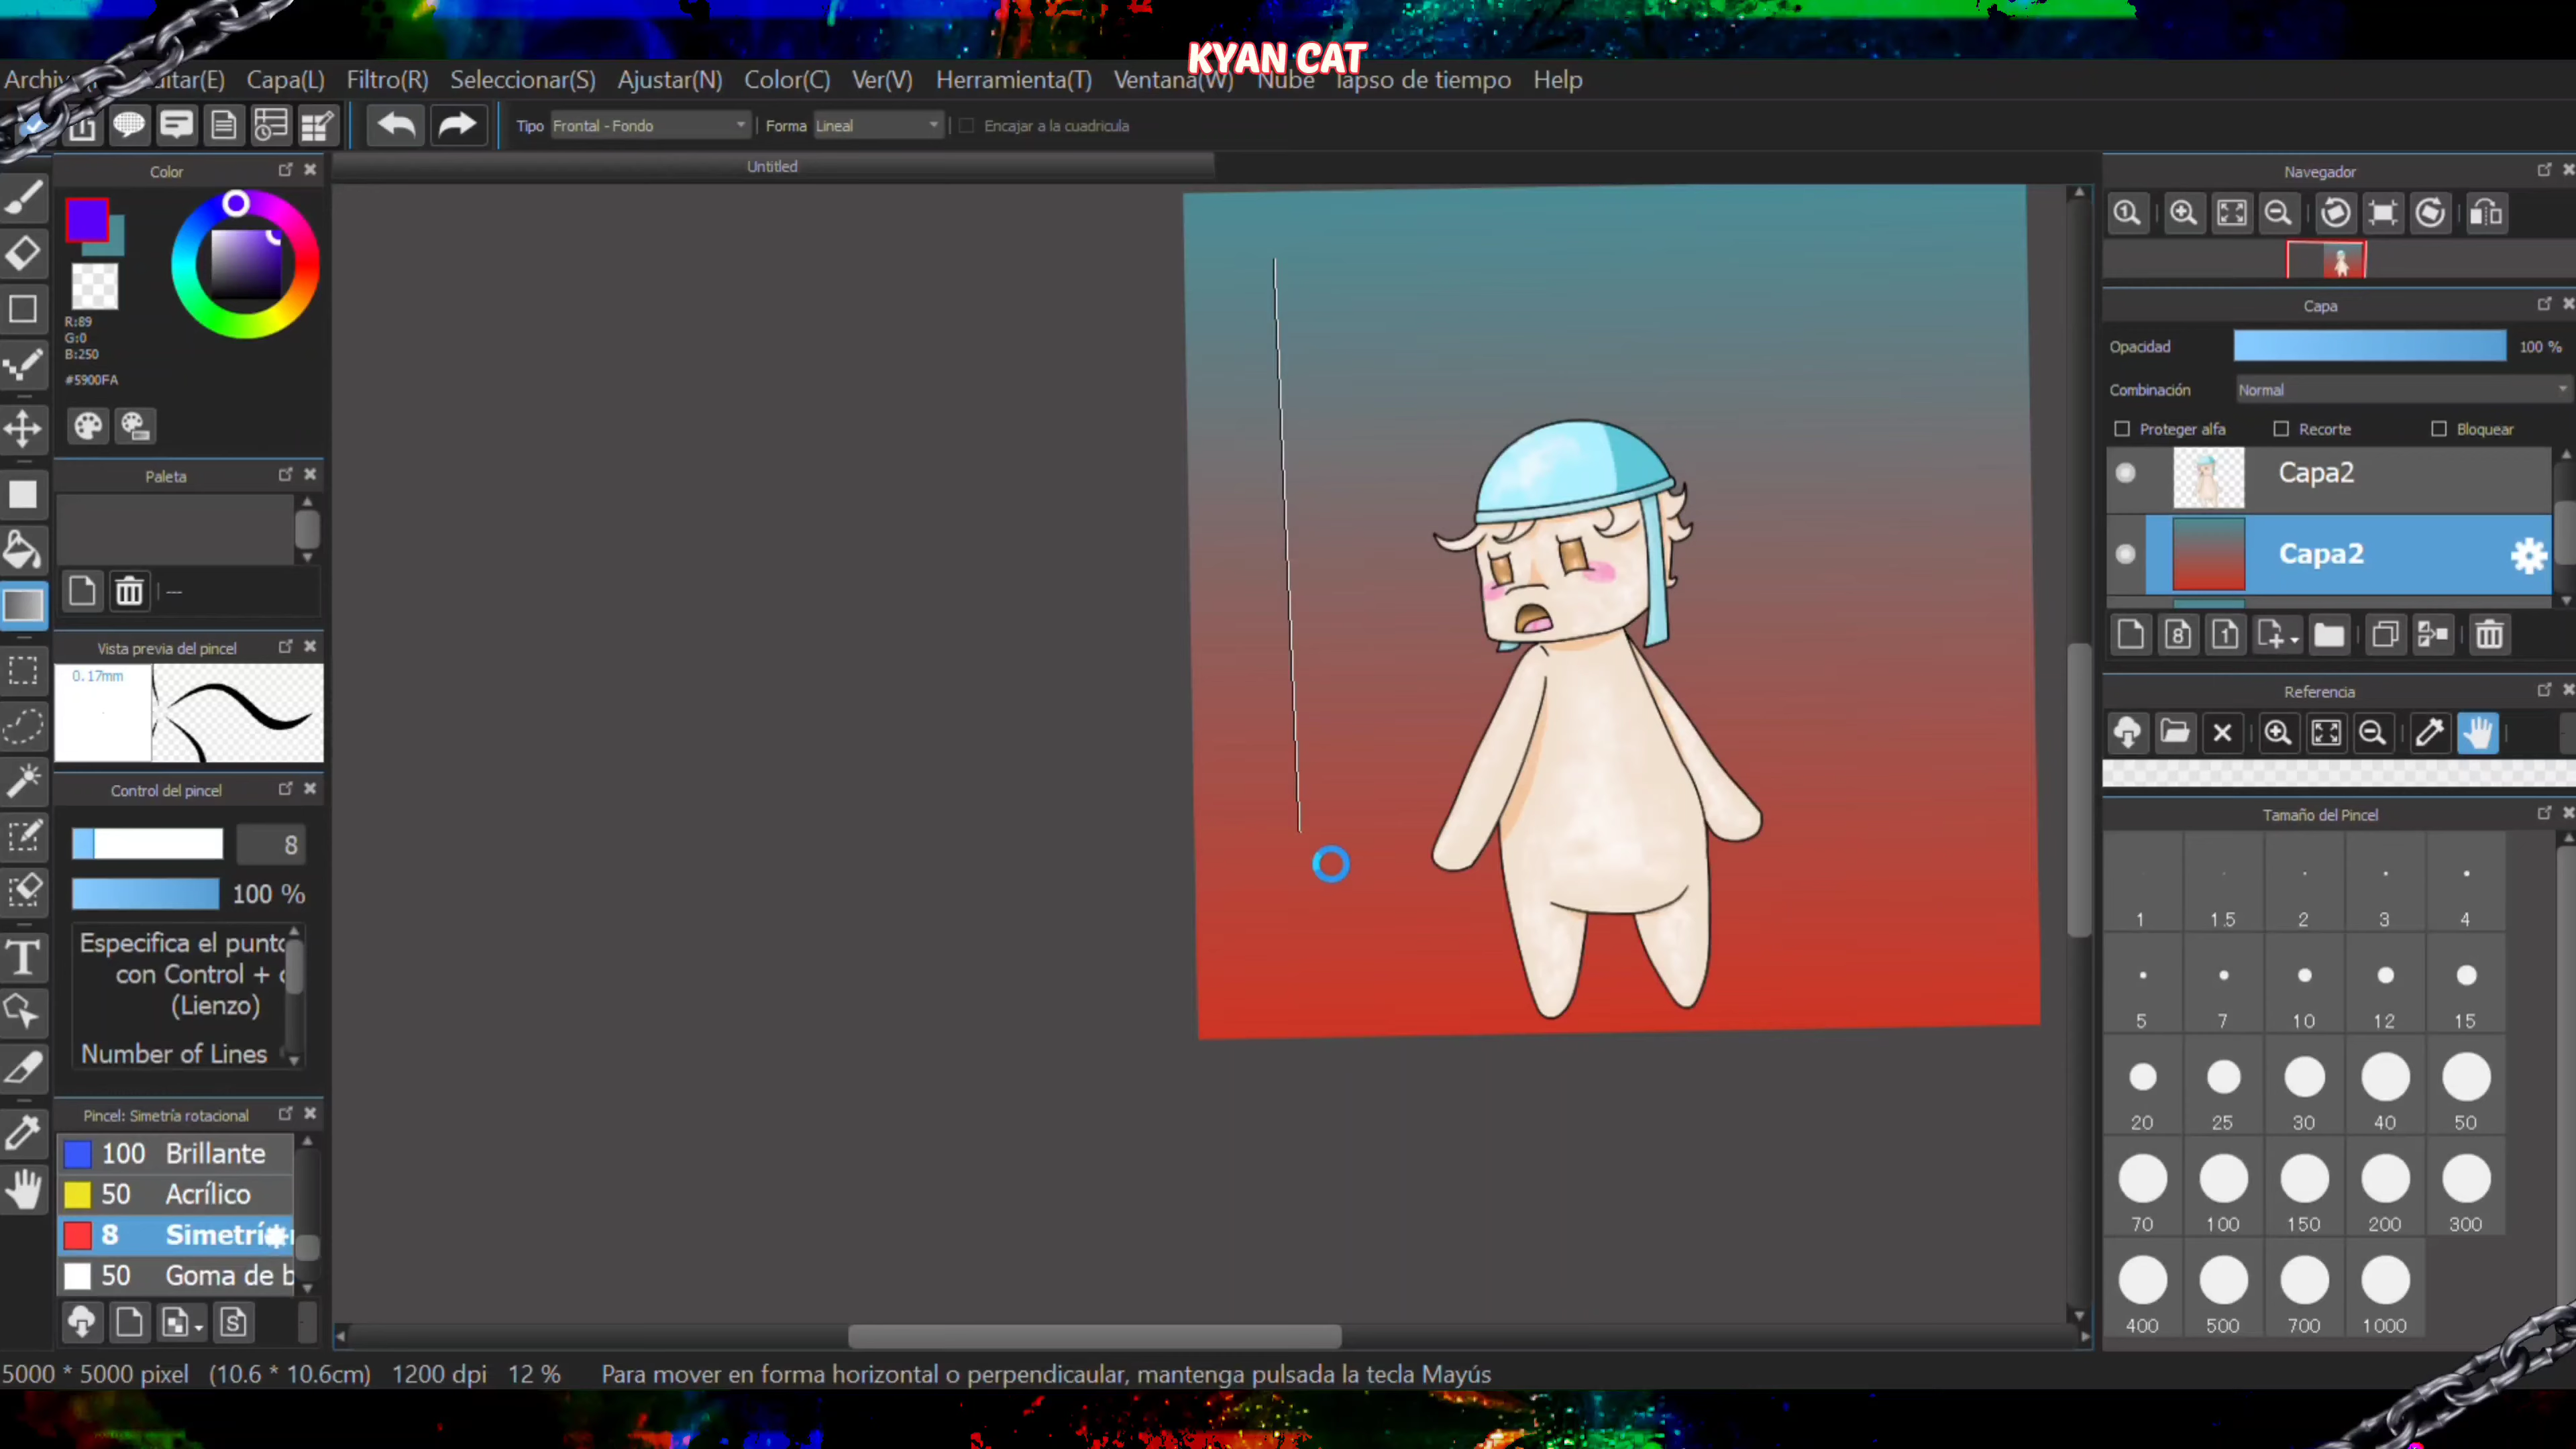 KYAN CAT
Capa(L) Filtro(R) Seleccionar(S) Ajustar(N) Color(C) Ver(V) Herramienta(T) Ventana(W) Nube lapso de tiempo Help
Tipo Frontal - Fondo Forma Lineal Encajar a la cuadricula
Untitled
Color
R:89
G:0
B:250
#5900FA
Paleta
---
Vista previa del pincel
0.17mm
Control del pincel
8
100 %
Especifica el punto
con Control +
(Lienzo)
Number of Lines
Pincel: Simetría rotacional
100 Brillante
50 Acrílico
8 Simetría
50 Goma de b
Navegador
Capa
Opacidad 100 %
Combinación Normal
Proteger alfa Recorte Bloquear
Capa2
Capa2
8 1
Referencia
Tamaño del Pincel
1 1.5 2 3 4
5 7 10 12 15
20 25 30 40 50
70 100 150 200 300
400 500 700 1000
5000 * 5000 pixel (10.6 * 10.6cm) 1200 dpi 12 % Para mover en forma horizontal o perpendicaular, mantenga pulsada la tecla Mayús